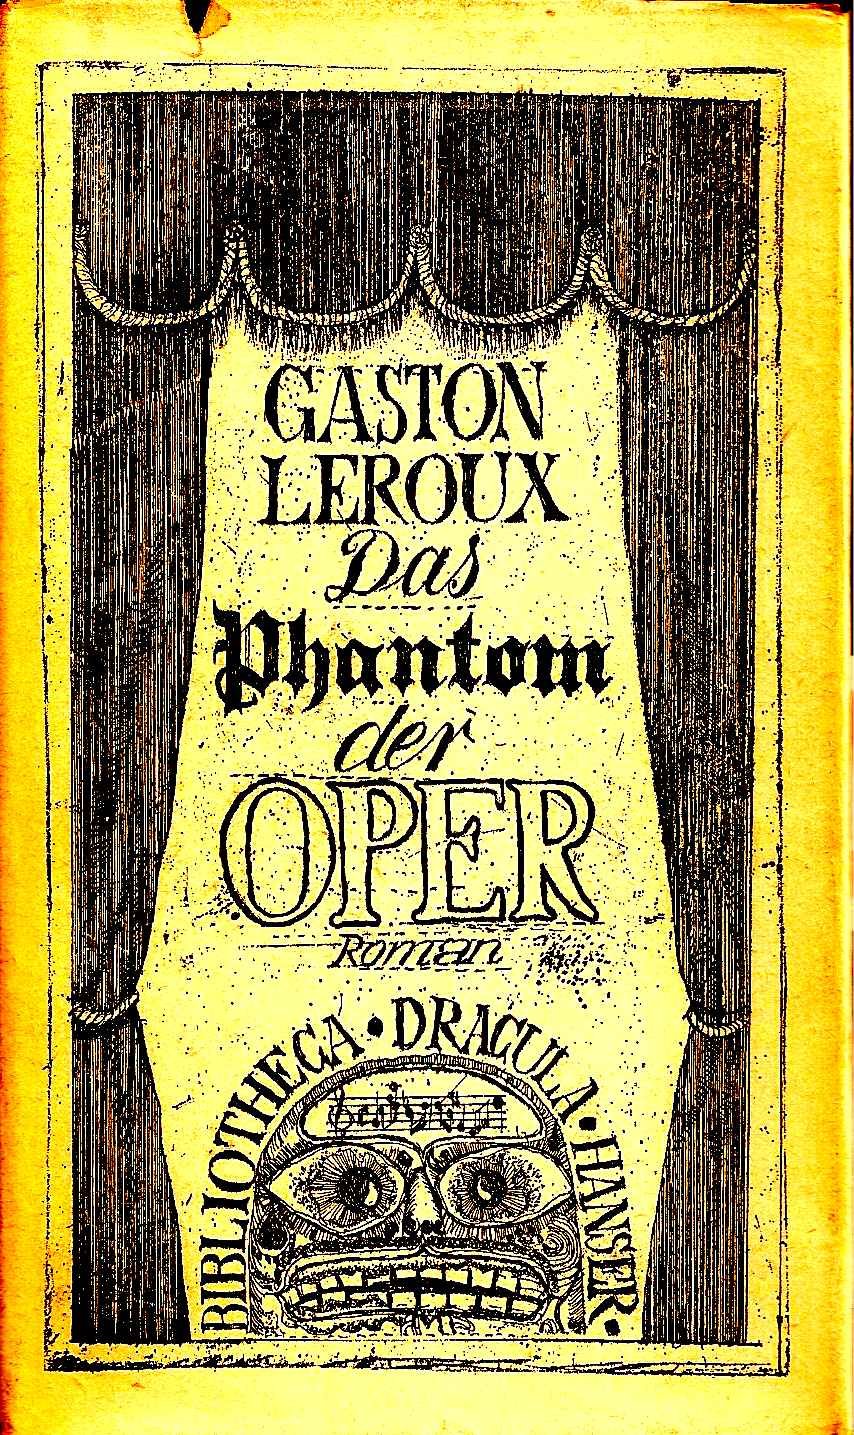 GASTON
LEROUX
Das
Phantom
der
OPER
Roman
BIBLIOTHECA · DRACULA · HANSER ·